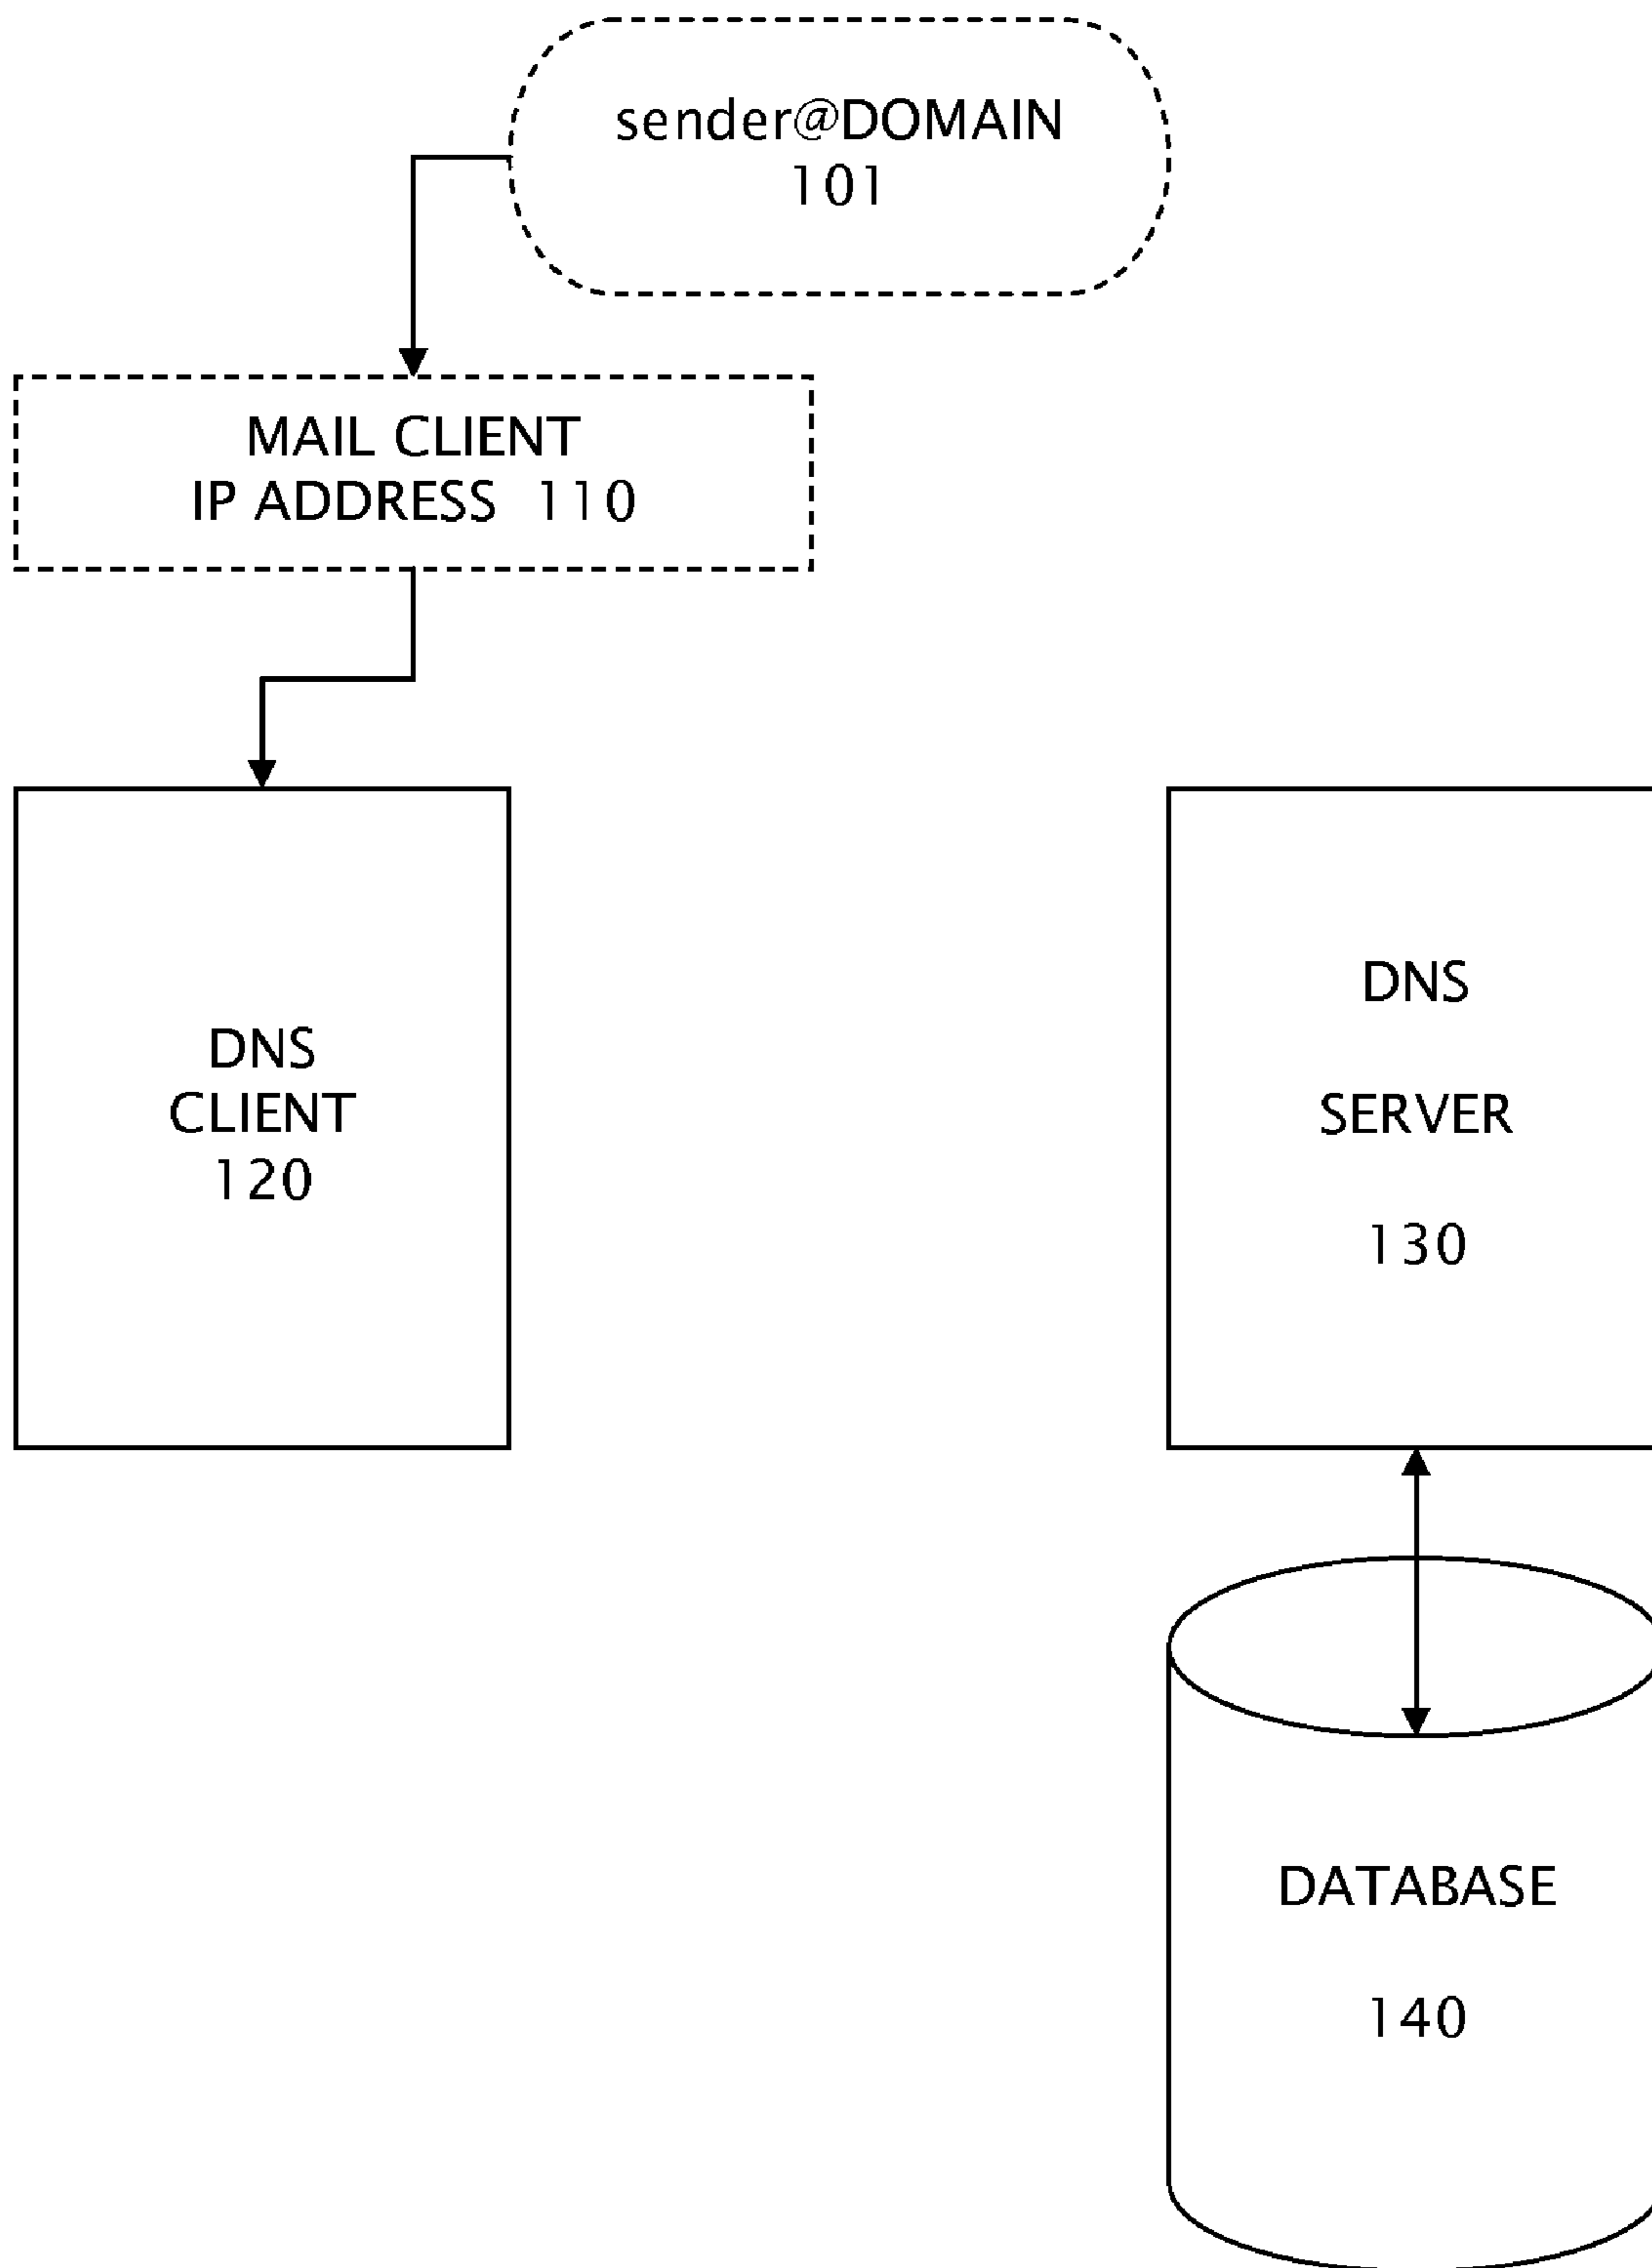 sender@DOMAIN
101
MAIL CLIENT
IP ADDRESS 110
DNS
CLIENT
120
DNS
SERVER
130
DATABASE
140